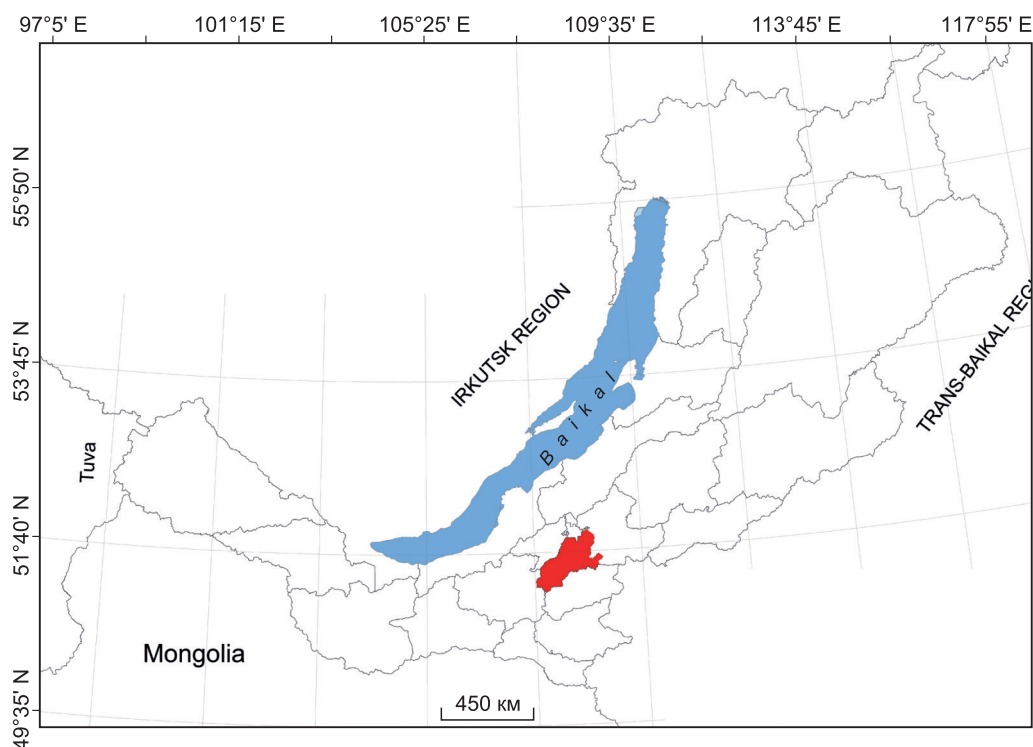 97°5' E 101°15' E 105°25' E 109°35' E 113°45' E 117°55' E
55°50' N
53°45' N
51°40' N
49°35' N
IRKUTSK REGION
TRANS-BAIKAL REG
Baikal
Tuva
Mongolia
450 км